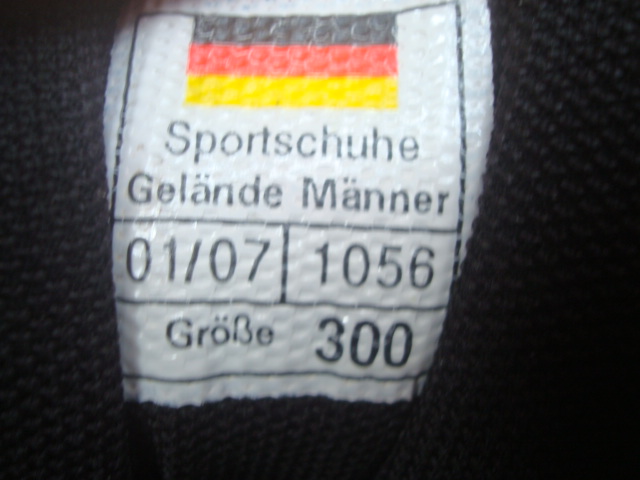 Sportschuhe
Gelände Männer
01/07 1056
Größe 300